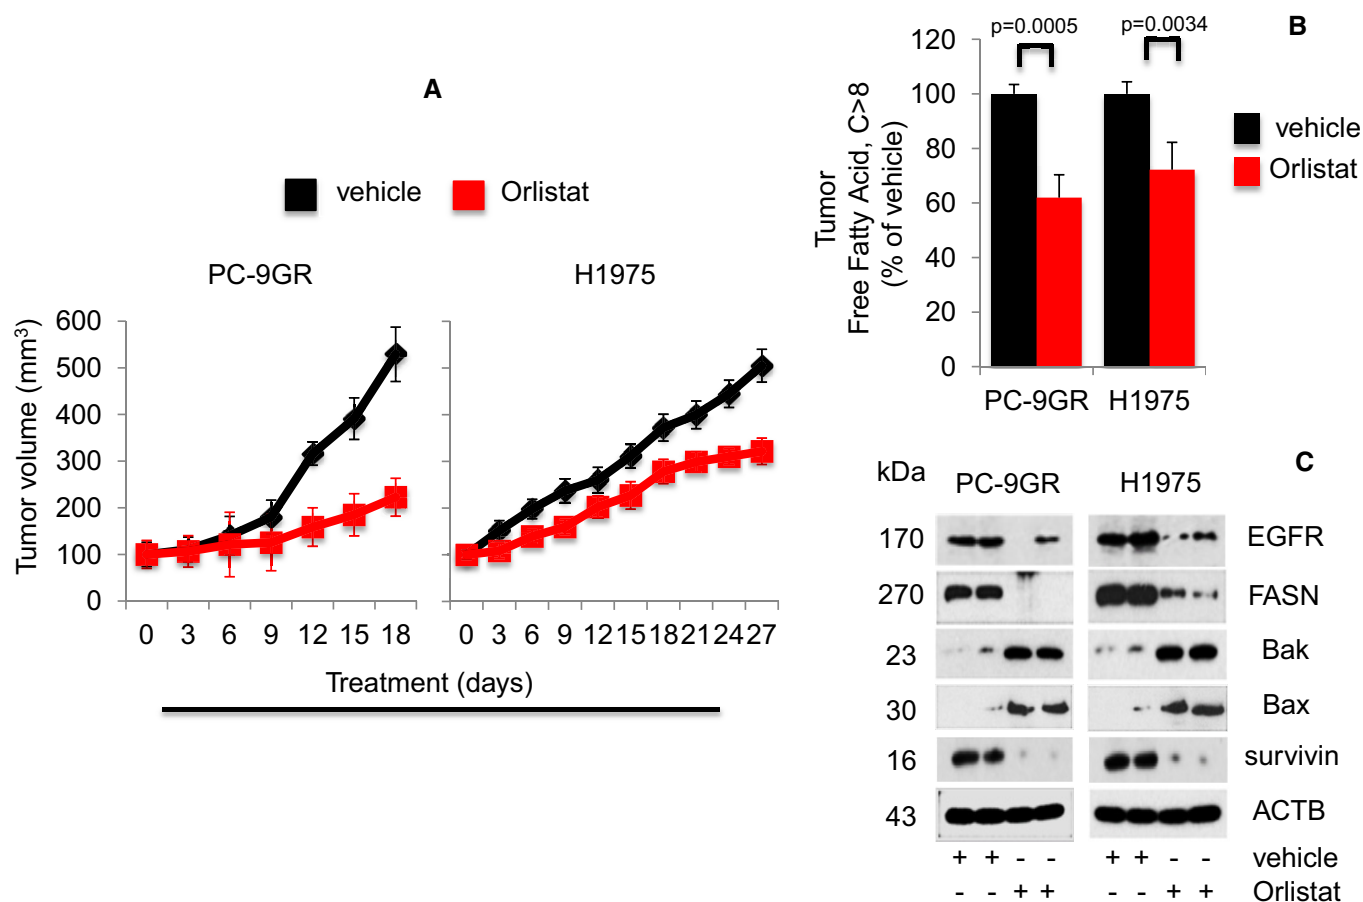 A
vehicle
Orlistat
PC-9GR
H1975
Tumor volume (mm³)
600
500
400
300
200
100
0
0 3 6 9 12 15 18
0 3 6 9 12 15 18 21 24 27
Treatment (days)
B
p=0.0005
p=0.0034
Tumor
Free Fatty Acid, C>8
(% of vehicle)
120
100
80
60
40
20
0
PC-9GR H1975
vehicle
Orlistat
C
kDa PC-9GR H1975
170 EGFR
270 FASN
23 Bak
30 Bax
16 survivin
43 ACTB
+ + - - + + - - vehicle
- - + + - - + + Orlistat